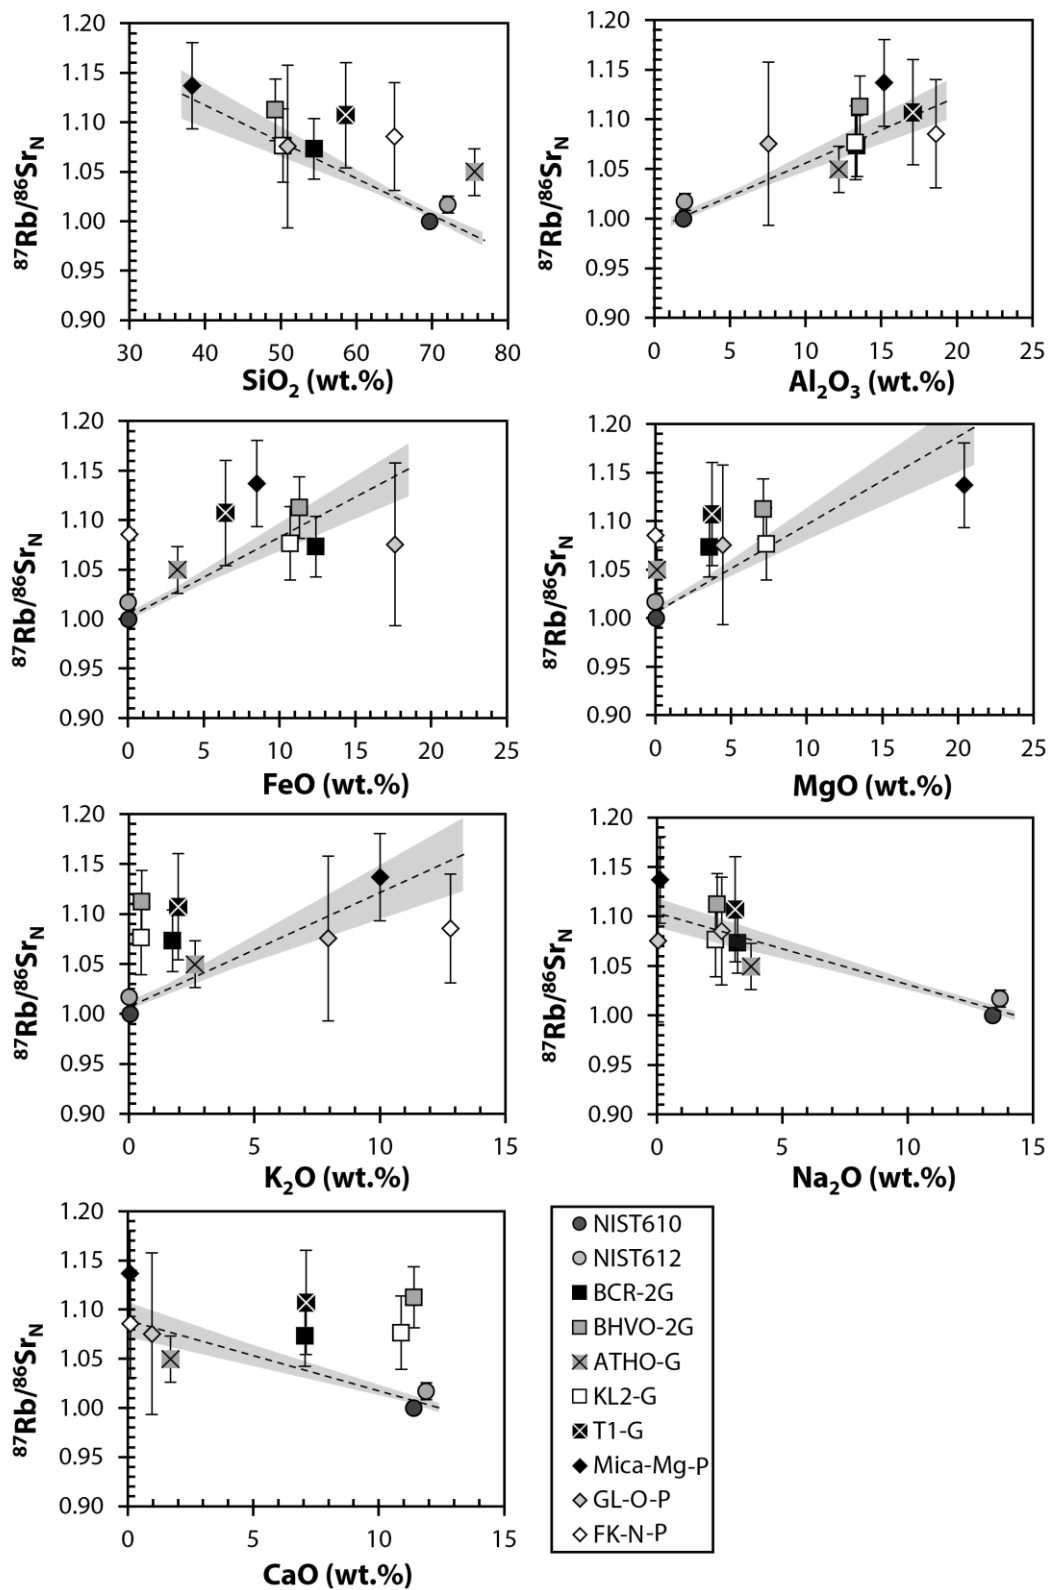 1.20
1.15
1.10
1.05
1.00
0.95
0.90
⁸⁷Rb/⁸⁶Sr_N
30 40 50 60 70 80
SiO₂ (wt.%)
1.20
1.15
1.10
1.05
1.00
0.95
0.90
⁸⁷Rb/⁸⁶Sr_N
0 5 10 15 20 25
Al₂O₃ (wt.%)
1.20
1.15
1.10
1.05
1.00
0.95
0.90
⁸⁷Rb/⁸⁶Sr_N
0 5 10 15 20 25
FeO (wt.%)
1.20
1.15
1.10
1.05
1.00
0.95
0.90
⁸⁷Rb/⁸⁶Sr_N
0 5 10 15 20 25
MgO (wt.%)
1.20
1.15
1.10
1.05
1.00
0.95
0.90
⁸⁷Rb/⁸⁶Sr_N
0 5 10 15
K₂O (wt.%)
1.20
1.15
1.10
1.05
1.00
0.95
0.90
⁸⁷Rb/⁸⁶Sr_N
0 5 10 15
Na₂O (wt.%)
1.20
1.15
1.10
1.05
1.00
0.95
0.90
⁸⁷Rb/⁸⁶Sr_N
0 5 10 15
CaO (wt.%)
NIST610
NIST612
BCR-2G
BHVO-2G
ATHO-G
KL2-G
T1-G
Mica-Mg-P
GL-O-P
FK-N-P